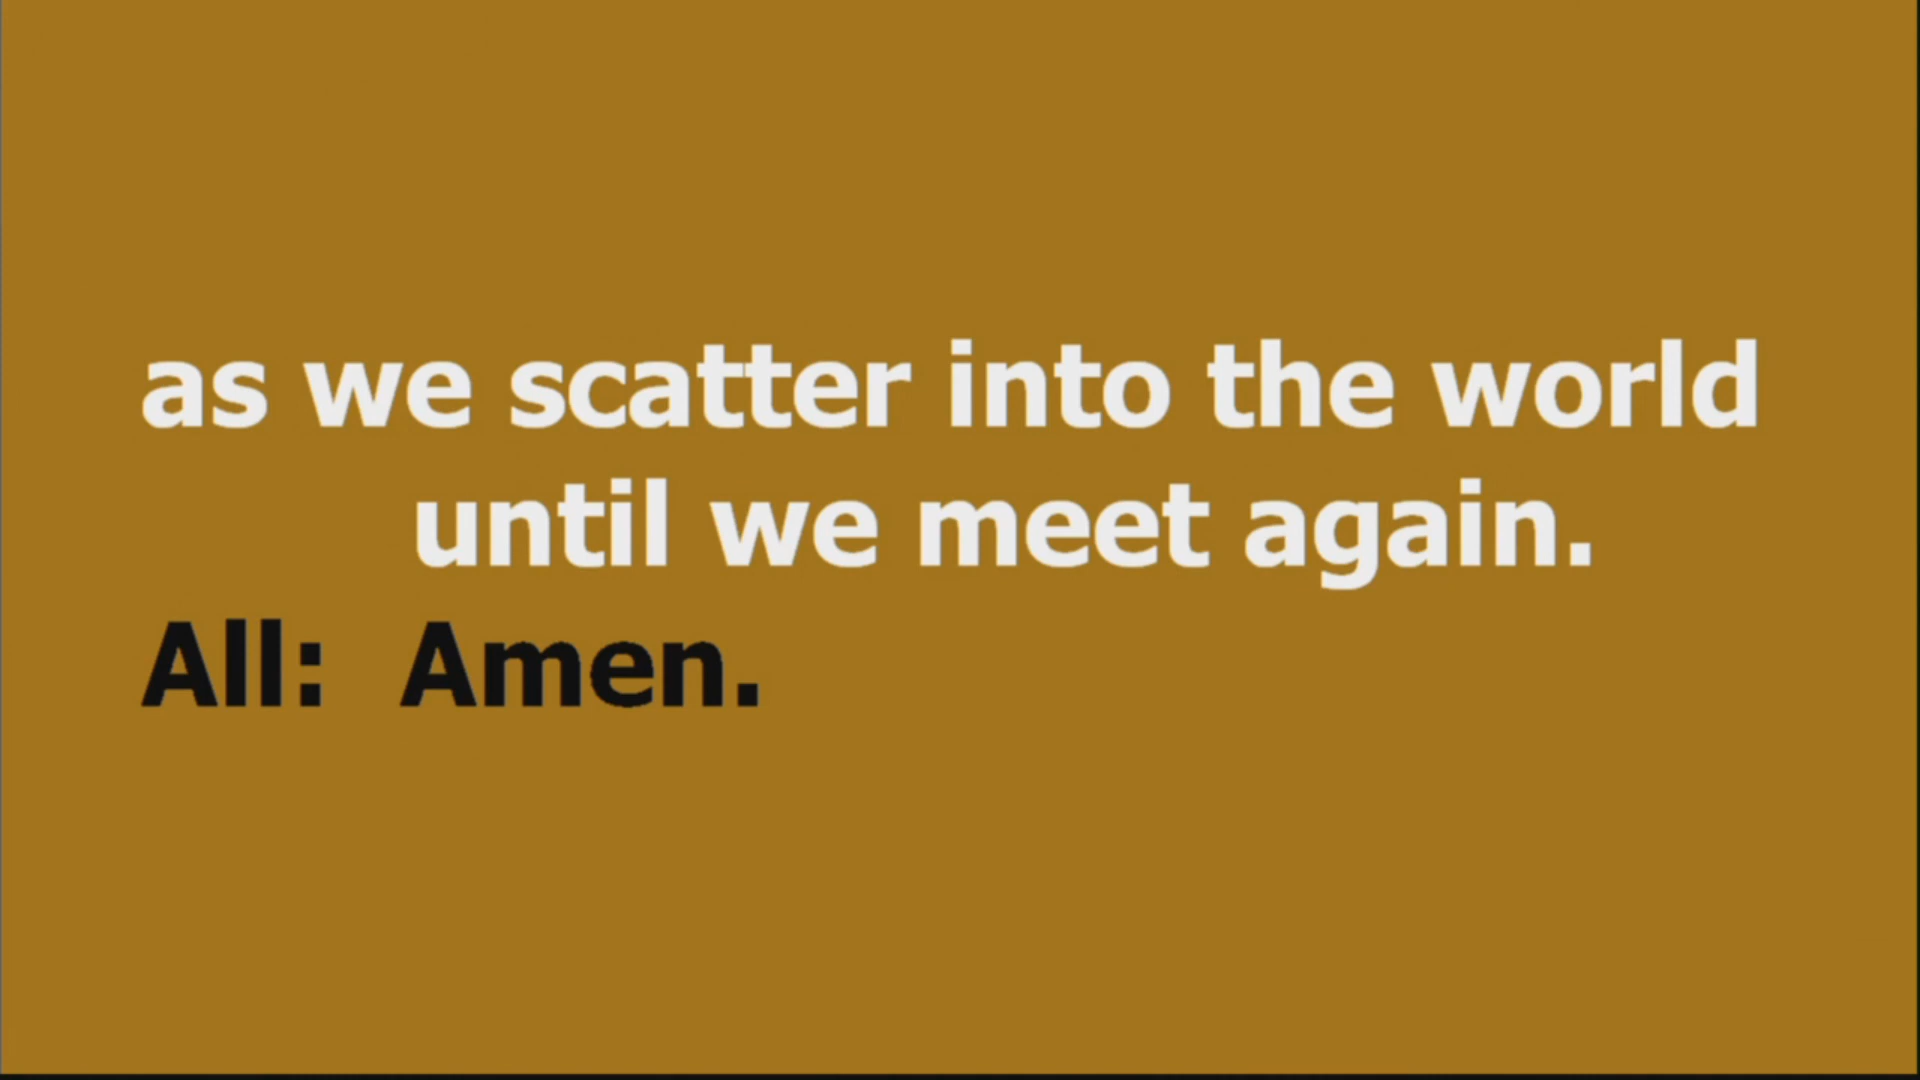 as we scatter into the world
until we meet again.
All:  Amen.